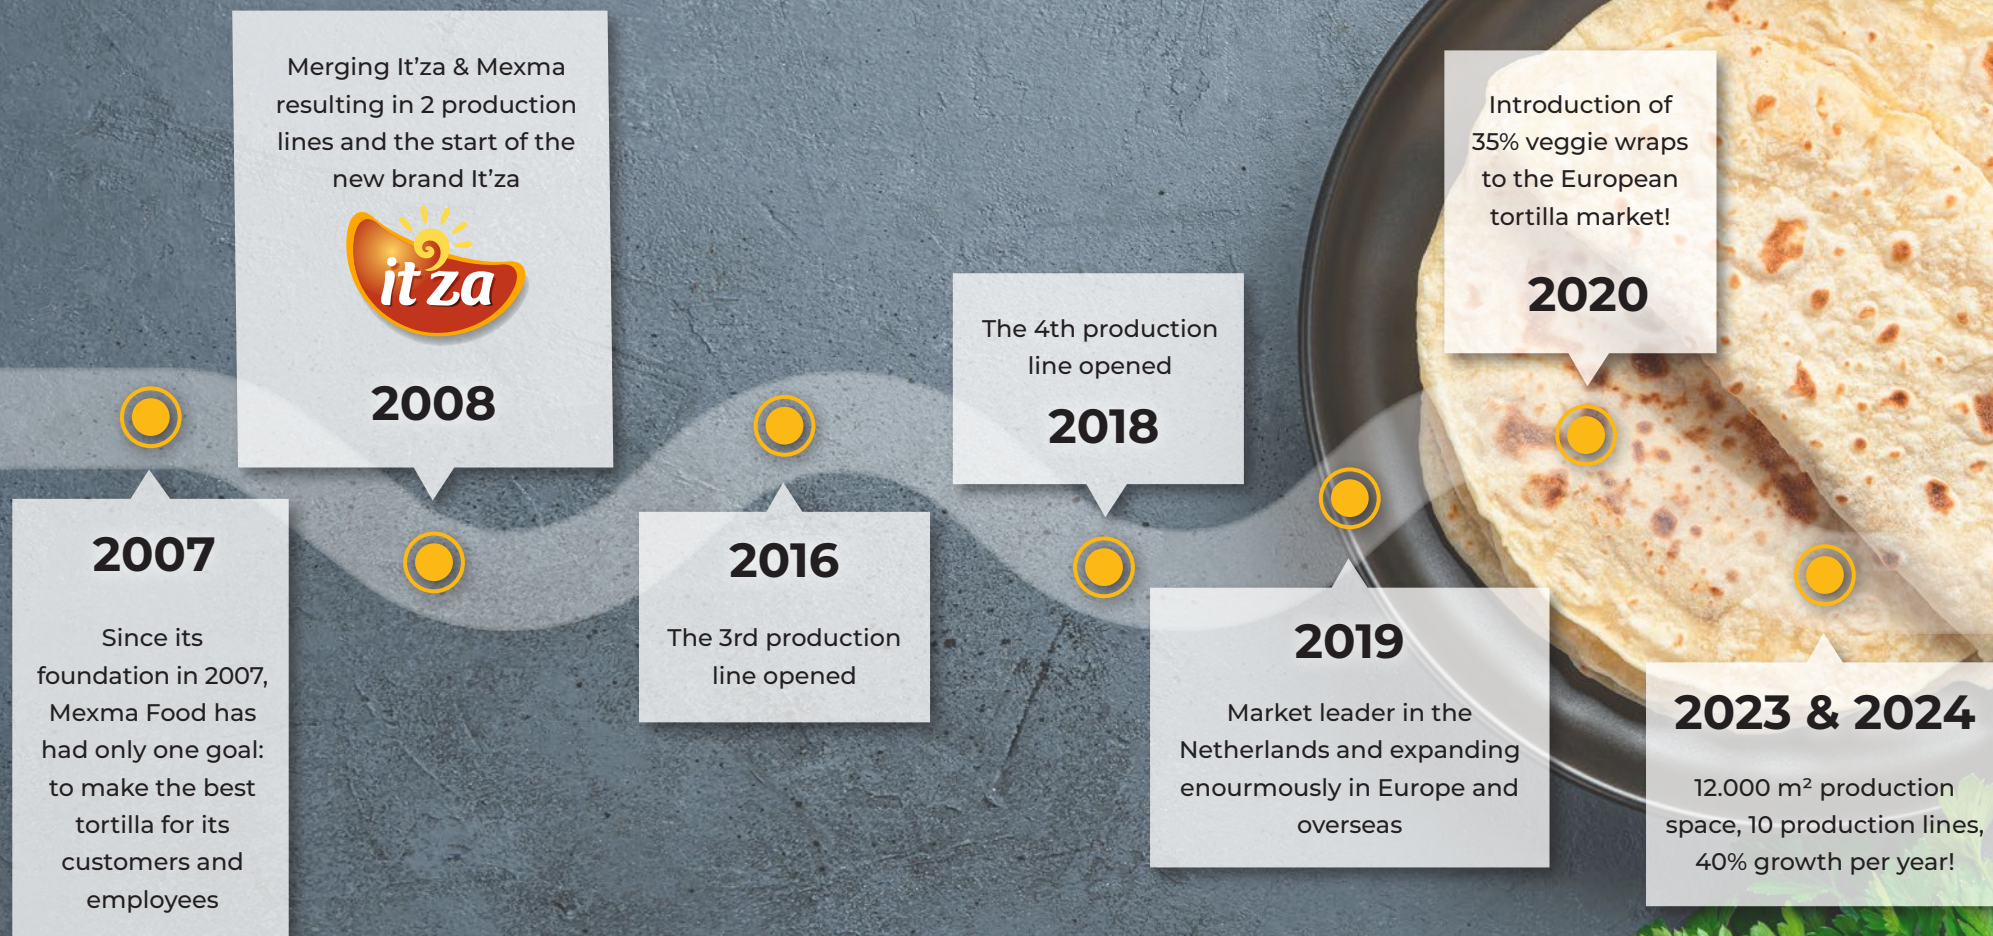 Merging It’za & Mexma
resulting in 2 production
lines and the start of the
new brand It’za
it'za
2008
2007
Since its
foundation in 2007,
Mexma Food has
had only one goal:
to make the best
tortilla for its
customers and
employees
2016
The 3rd production
line opened
The 4th production
line opened
2018
2019
Market leader in the
Netherlands and expanding
enourmously in Europe and
overseas
Introduction of
35% veggie wraps
to the European
tortilla market!
2020
2023 & 2024
12.000 m² production
space, 10 production lines,
40% growth per year!